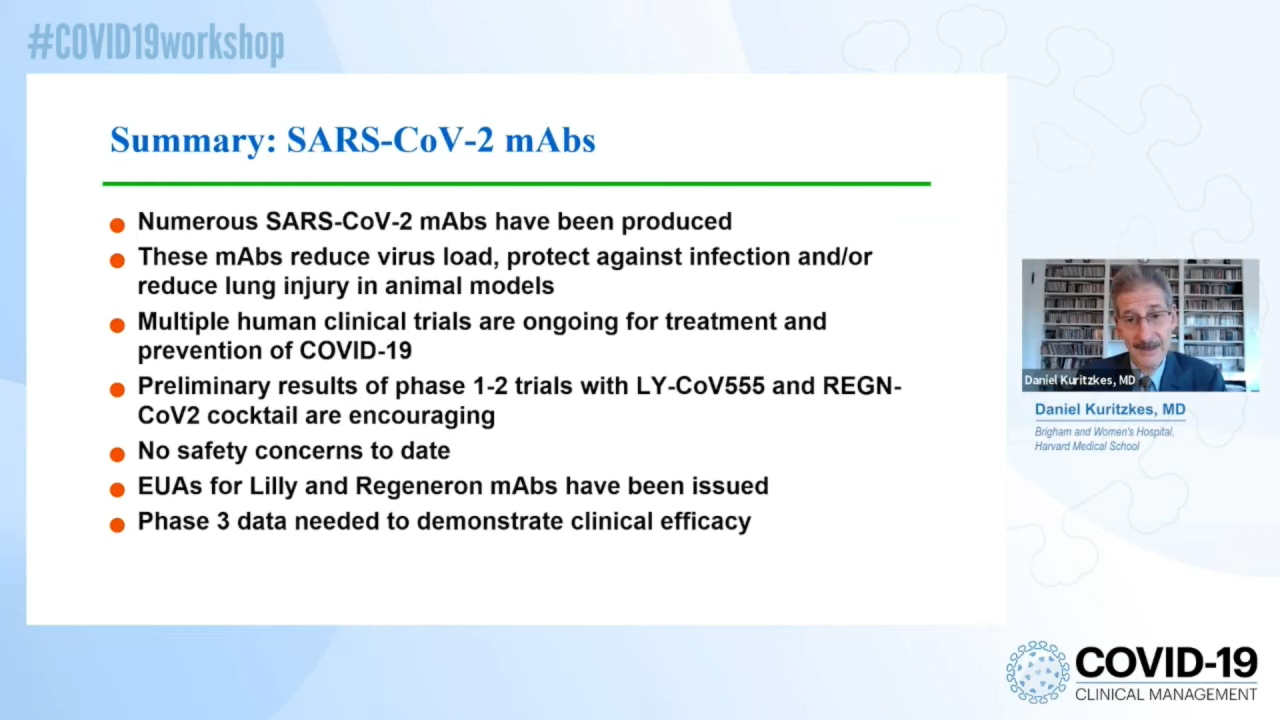 #COVID19workshop
Summary: SARS-CoV-2 mAbs
Numerous SARS-CoV-2 mAbs have been produced
These mAbs reduce virus load, protect against infection and/or
reduce lung injury in animal models
Multiple human clinical trials are ongoing for treatment and
prevention of COVID-19
Preliminary results of phase 1-2 trials with LY-CoV555 and REGN-
CoV2 cocktail are encouraging
No safety concerns to date
EUAs for Lilly and Regeneron mAbs have been issued
Phase 3 data needed to demonstrate clinical efficacy
Daniel Kuritzkes, MD
Daniel Kuritzkes, MD
Brigham and Women's Hospital,
Harvard Medical School
COVID-19
CLINICAL MANAGEMENT